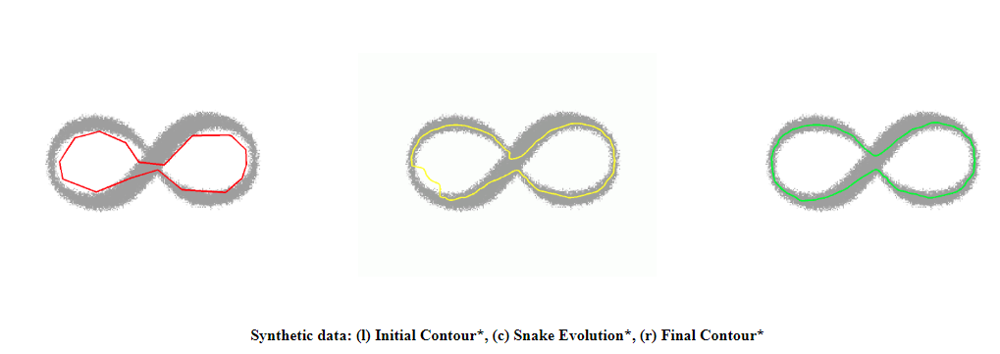 Synthetic data: (l) Initial Contour*, (c) Snake Evolution*, (r) Final Contour*